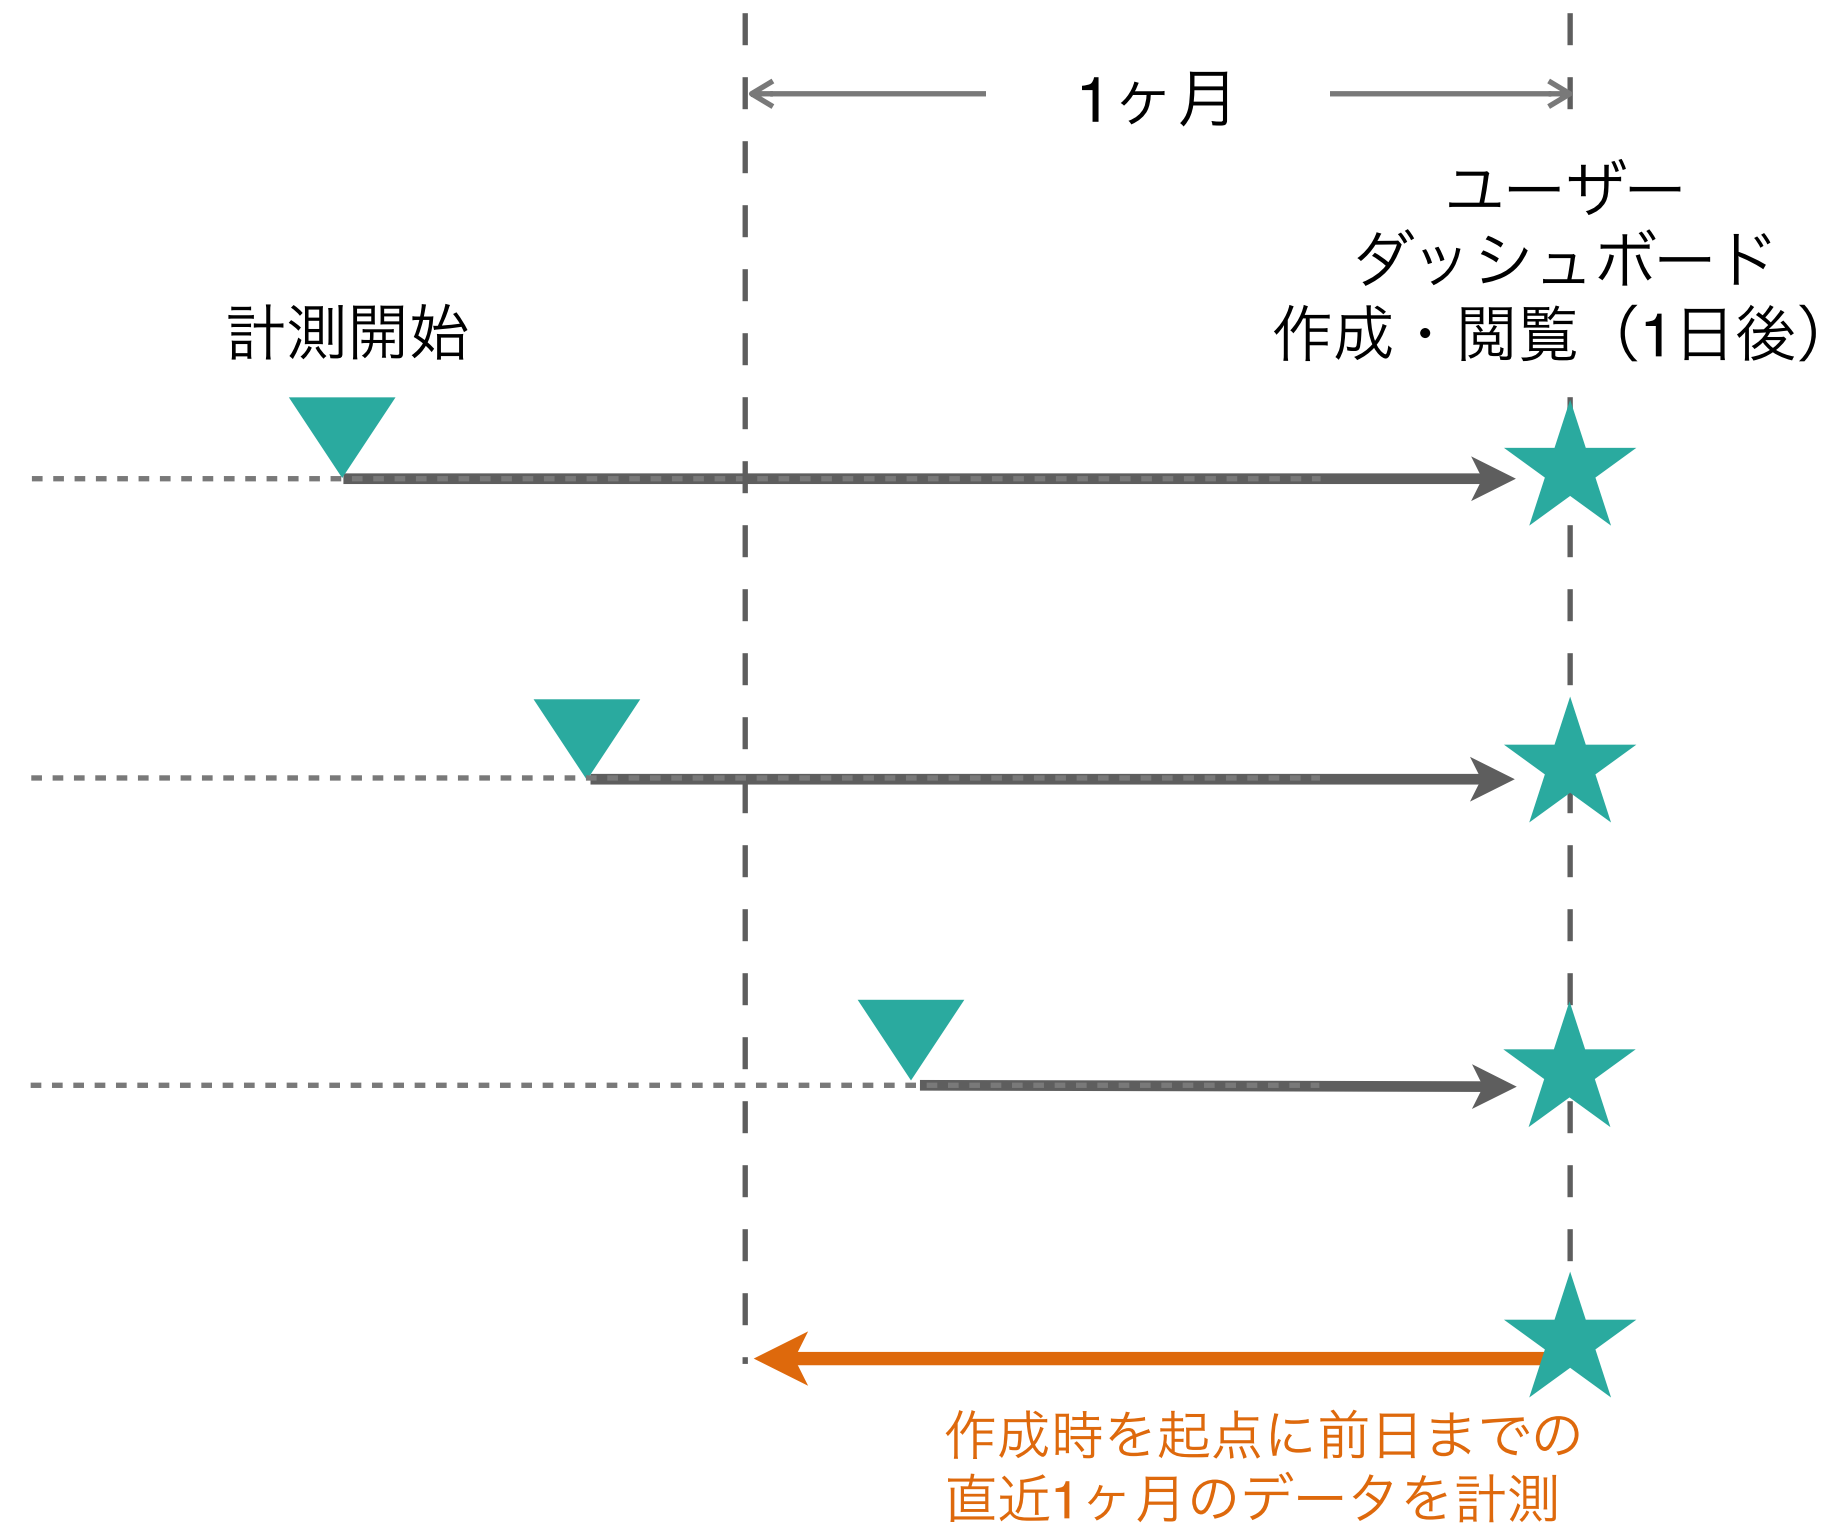 1ヶ月
ユーザー
ダッシュボード
作成・閲覧（1日後）
計測開始
作成時を起点に前日までの
直近1ヶ月のデータを計測